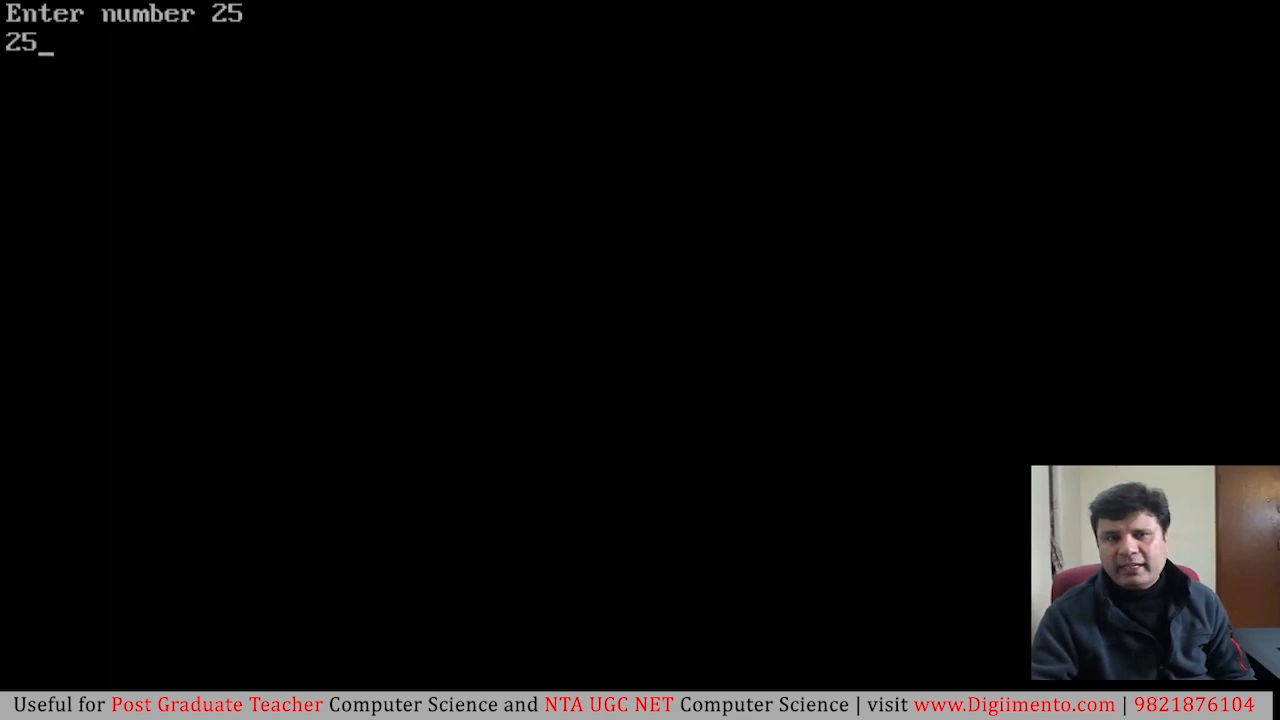 Enter number 25
25_
Useful for Post Graduate Teacher Computer Science and NTA UGC NET Computer Science | visit www.Digiimento.com | 9821876104